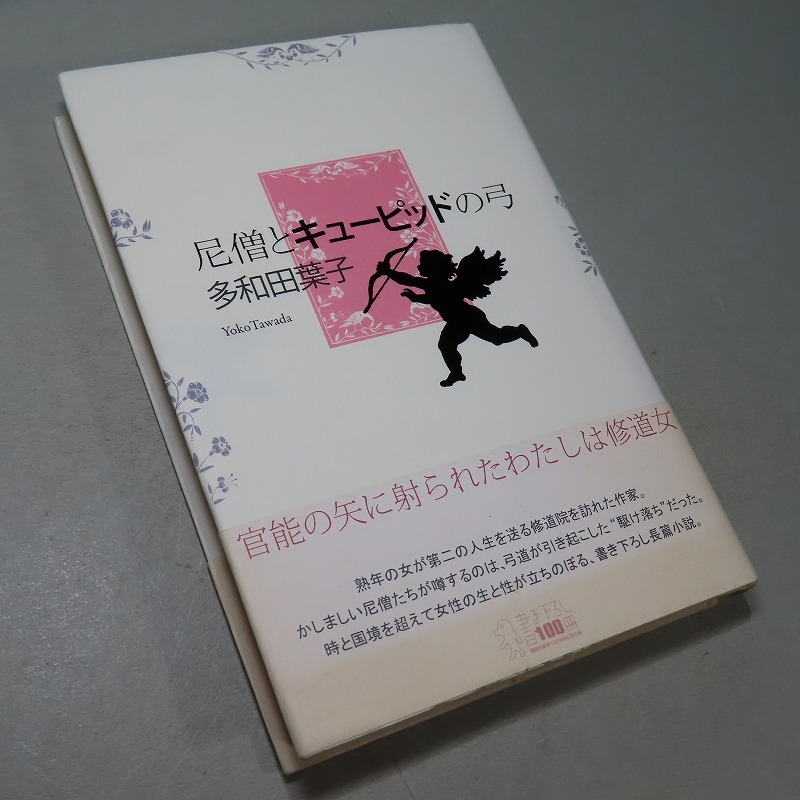 尼僧とキューピッドの弓
多和田葉子
Yoko Tawada
官能の矢に射られたわたしは修道女
熟年の女が第二の人生を送る修道院を訪れた作家。
かしましい尼僧たちが噂するのは、弓道が引き起こした“駆け落ち”だった。
時と国境を超えて女性の生と性が立ちのぼる、書き下ろし長篇小説。
書き下ろし
100冊